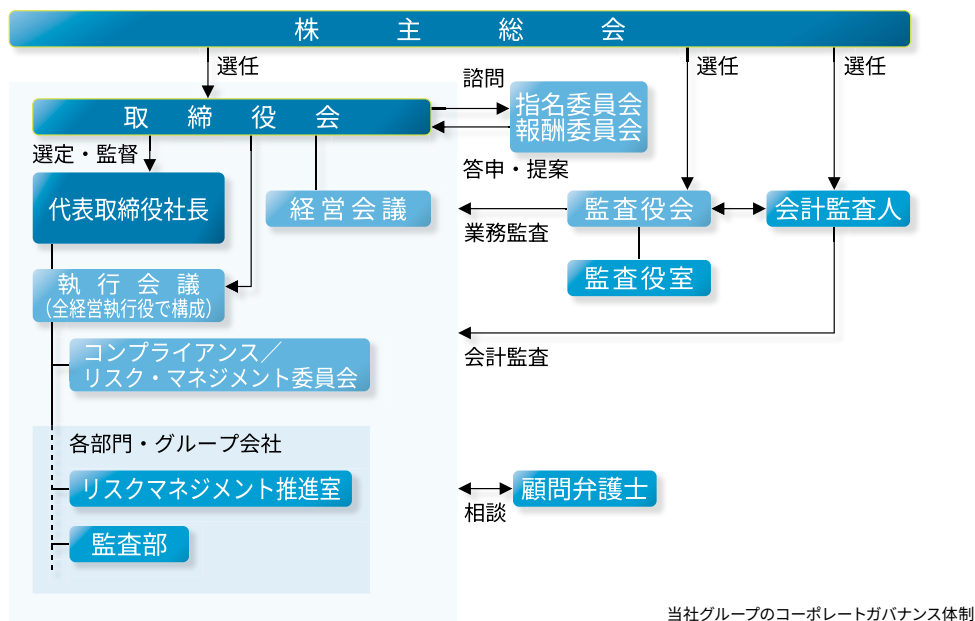 株主総会
選任
選任
選任
諮問
取締役会
指名委員会
報酬委員会
選定・監督
答申・提案
代表取締役社長
経営会議
監査役会
会計監査人
業務監査
執行会議
（全経営執行役で構成）
監査役室
コンプライアンス／
リスク・マネジメント委員会
会計監査
各部門・グループ会社
リスクマネジメント推進室
顧問弁護士
相談
監査部
当社グループのコーポレートガバナンス体制